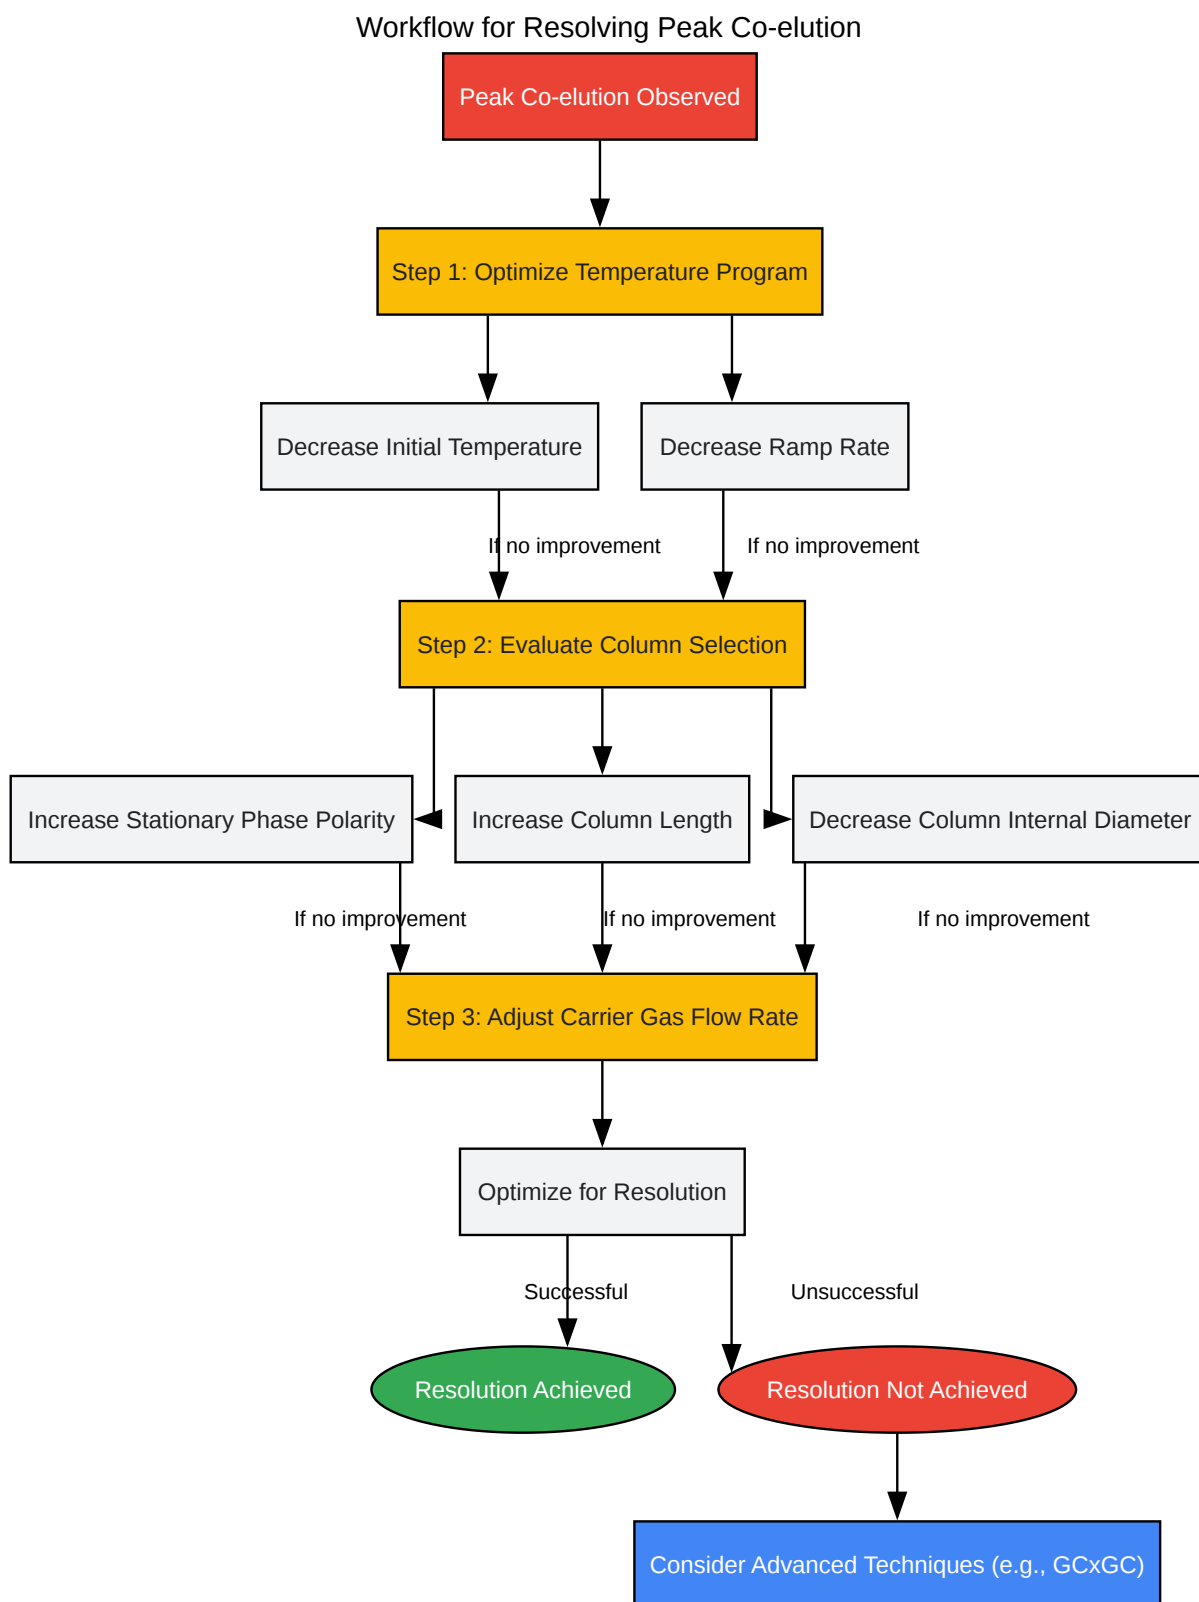 Workflow for Resolving Peak Co-elution
Peak Co-elution Observed
Step 1: Optimize Temperature Program
Decrease Initial Temperature
Decrease Ramp Rate
If no improvement
If no improvement
Step 2: Evaluate Column Selection
Increase Stationary Phase Polarity
Increase Column Length
Decrease Column Internal Diameter
If no improvement
If no improvement
If no improvement
Step 3: Adjust Carrier Gas Flow Rate
Optimize for Resolution
Successful
Unsuccessful
Resolution Achieved
Resolution Not Achieved
Consider Advanced Techniques (e.g., GCxGC)